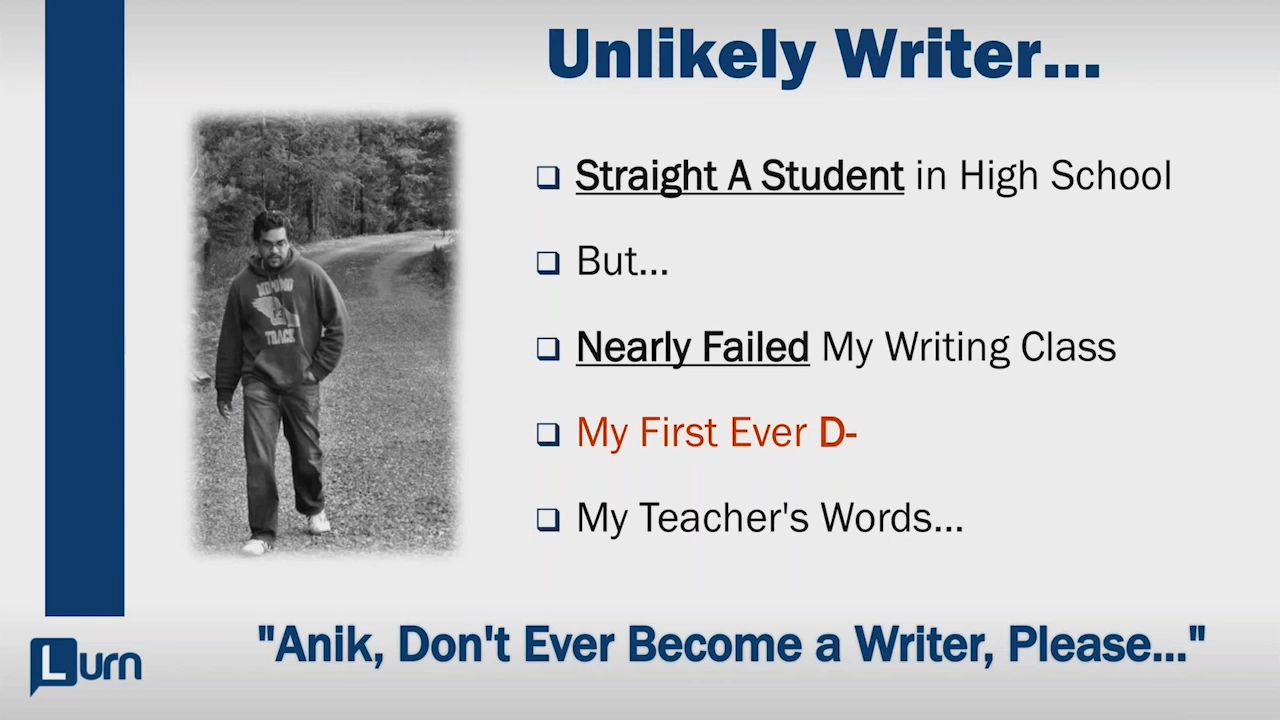 Unlikely Writer...
Straight A Student in High School
But...
Nearly Failed My Writing Class
My First Ever D-
My Teacher's Words...
TRACK
"Anik, Don't Ever Become a Writer, Please..."
Lurn